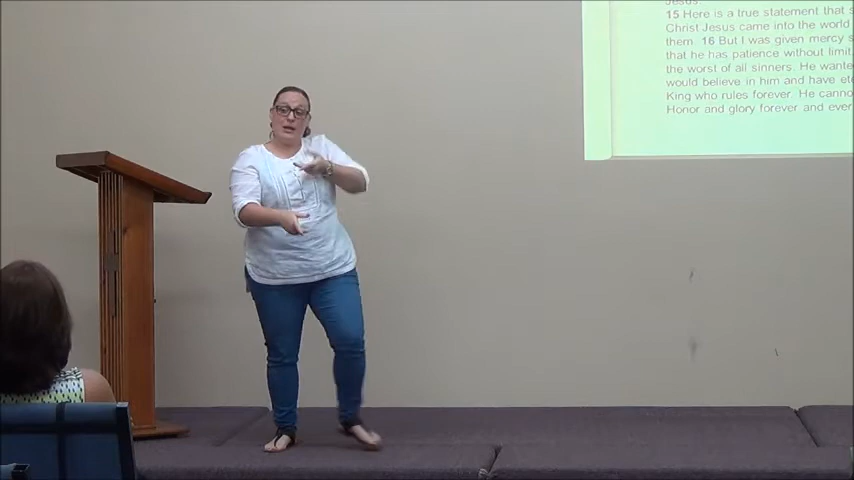 Jesus.
15 Here is a true statement that s
Christ Jesus came into the world
them. 16 But I was given mercy s
that he has patience without limit.
the worst of all sinners. He wante
would believe in him and have ete
King who rules forever. He canno
Honor and glory forever and ever